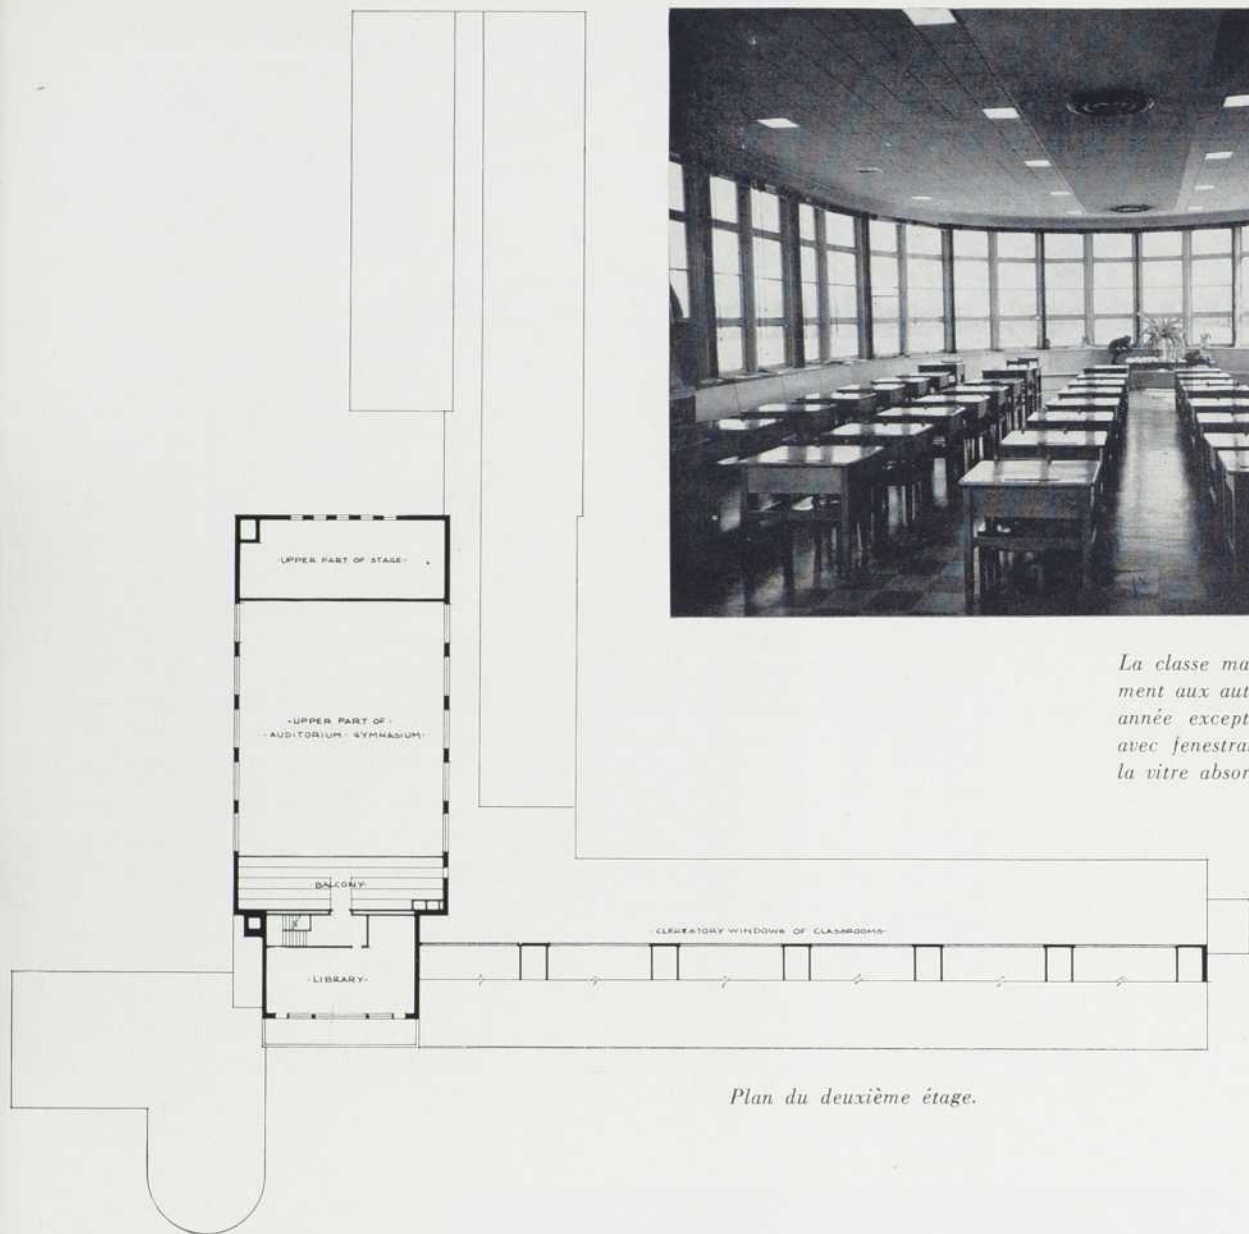 La classe ma
ment aux aut
année except
avec fenestra
la vitre absor
·UPPER PART OF STAGE·
·UPPER PART OF·
·AUDITORIUM·GYMNASIUM·
·BALCONY·
·CLERESTORY WINDOWS OF CLASSROOMS·
·LIBRARY·
Plan du deuxième étage.